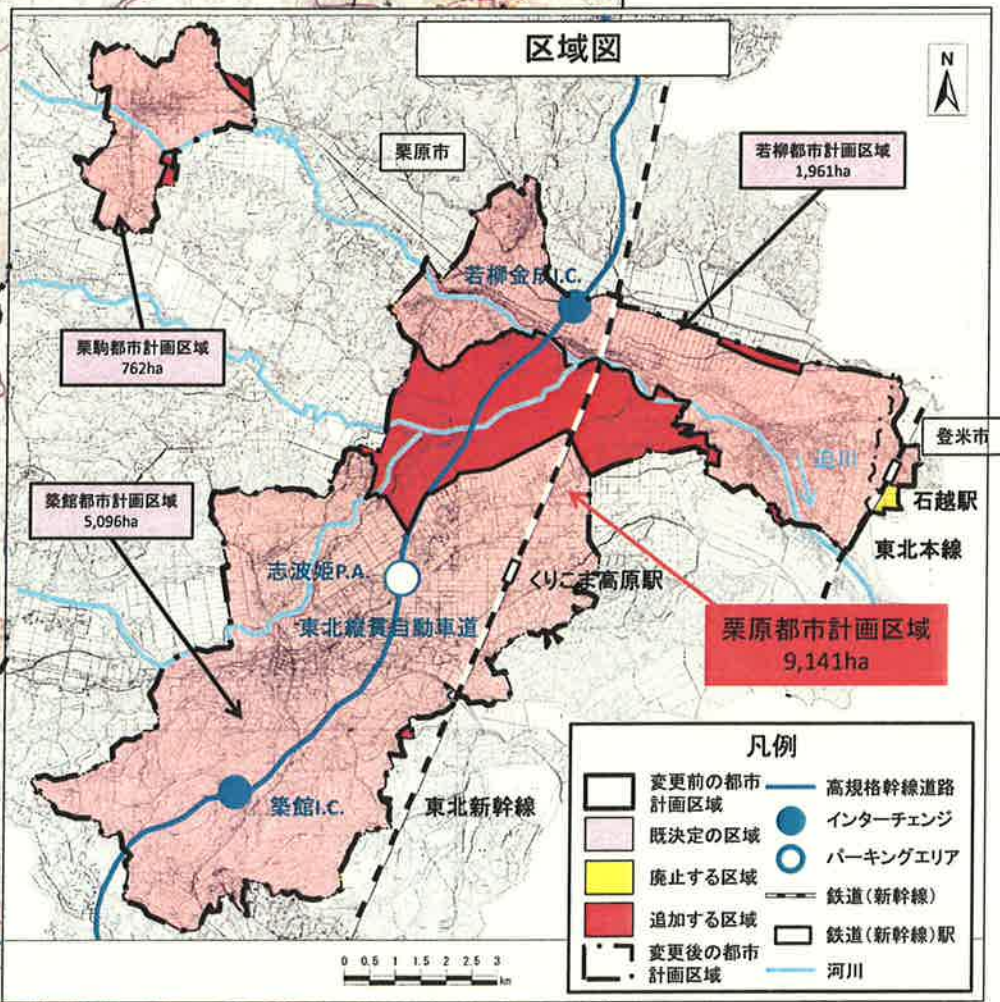 区域図
N
栗原市
若柳都市計画区域
1,961ha
若柳金成I.C.
栗駒都市計画区域
762ha
登米市
迫川
築館都市計画区域
5,096ha
石越駅
東北本線
志波姫P.A.
くりこま高原駅
東北縦貫自動車道
栗原都市計画区域
9,141ha
築館I.C.
東北新幹線
凡例
変更前の都市
計画区域
既決定の区域
廃止する区域
追加する区域
変更後の都市
計画区域
高規格幹線道路
インターチェンジ
パーキングエリア
鉄道(新幹線)
鉄道(新幹線)駅
河川
0 0.5 1 1.5 2 2.5 3
km